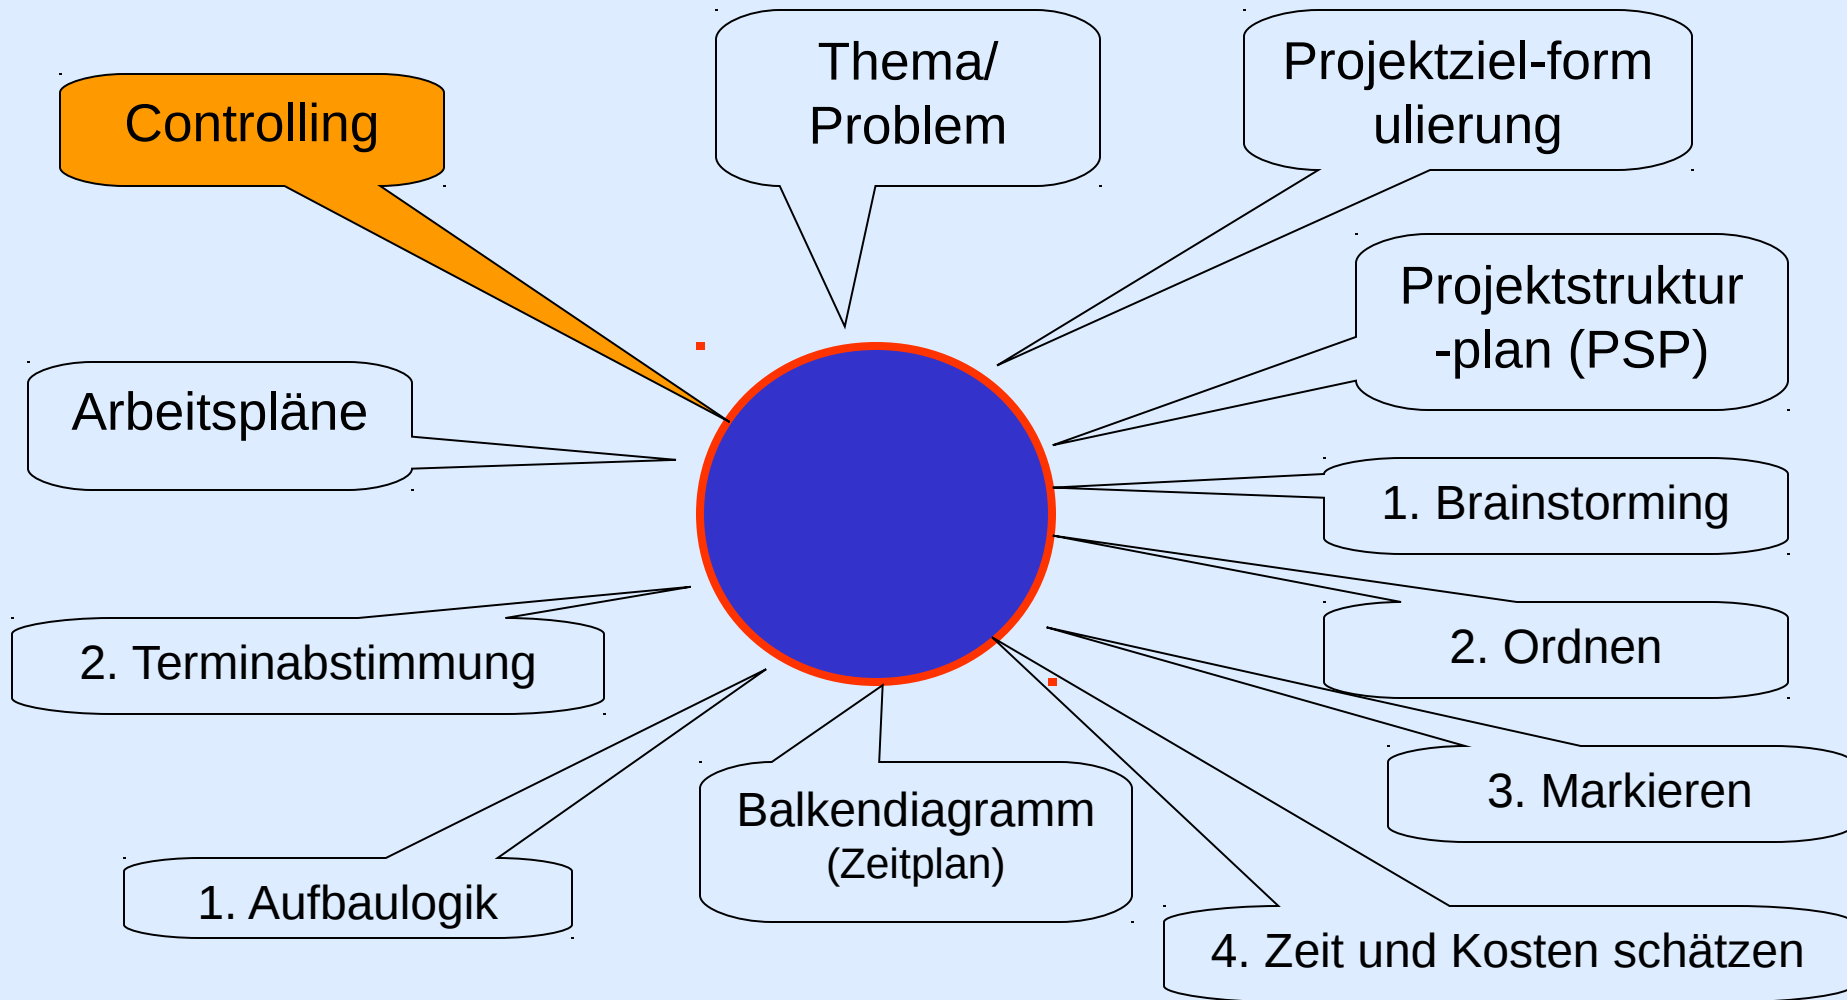 Thema/
Problem
Projektziel-form
ulierung
Controlling
Projektstruktur
-plan (PSP)
Arbeitspläne
1. Brainstorming
2. Ordnen
2. Terminabstimmung
3. Markieren
Balkendiagramm
(Zeitplan)
1. Aufbaulogik
4. Zeit und Kosten schätzen